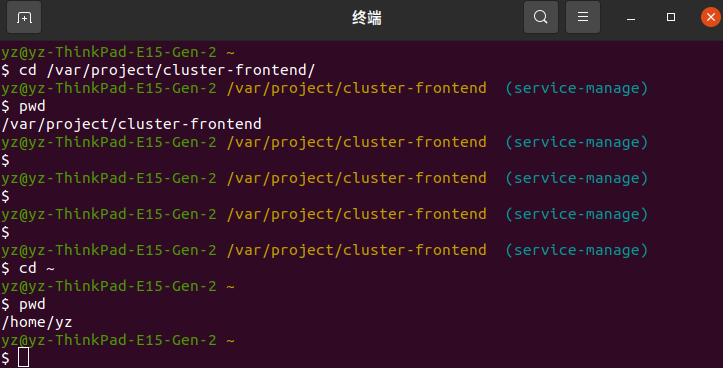 终端
yz@yz-ThinkPad-E15-Gen-2 ~
$ cd /var/project/cluster-frontend/
yz@yz-ThinkPad-E15-Gen-2 /var/project/cluster-frontend  (service-manage)
$ pwd
/var/project/cluster-frontend
yz@yz-ThinkPad-E15-Gen-2 /var/project/cluster-frontend  (service-manage)
$
yz@yz-ThinkPad-E15-Gen-2 /var/project/cluster-frontend  (service-manage)
$
yz@yz-ThinkPad-E15-Gen-2 /var/project/cluster-frontend  (service-manage)
$
yz@yz-ThinkPad-E15-Gen-2 /var/project/cluster-frontend  (service-manage)
$ cd ~
yz@yz-ThinkPad-E15-Gen-2 ~
$ pwd
/home/yz
yz@yz-ThinkPad-E15-Gen-2 ~
$